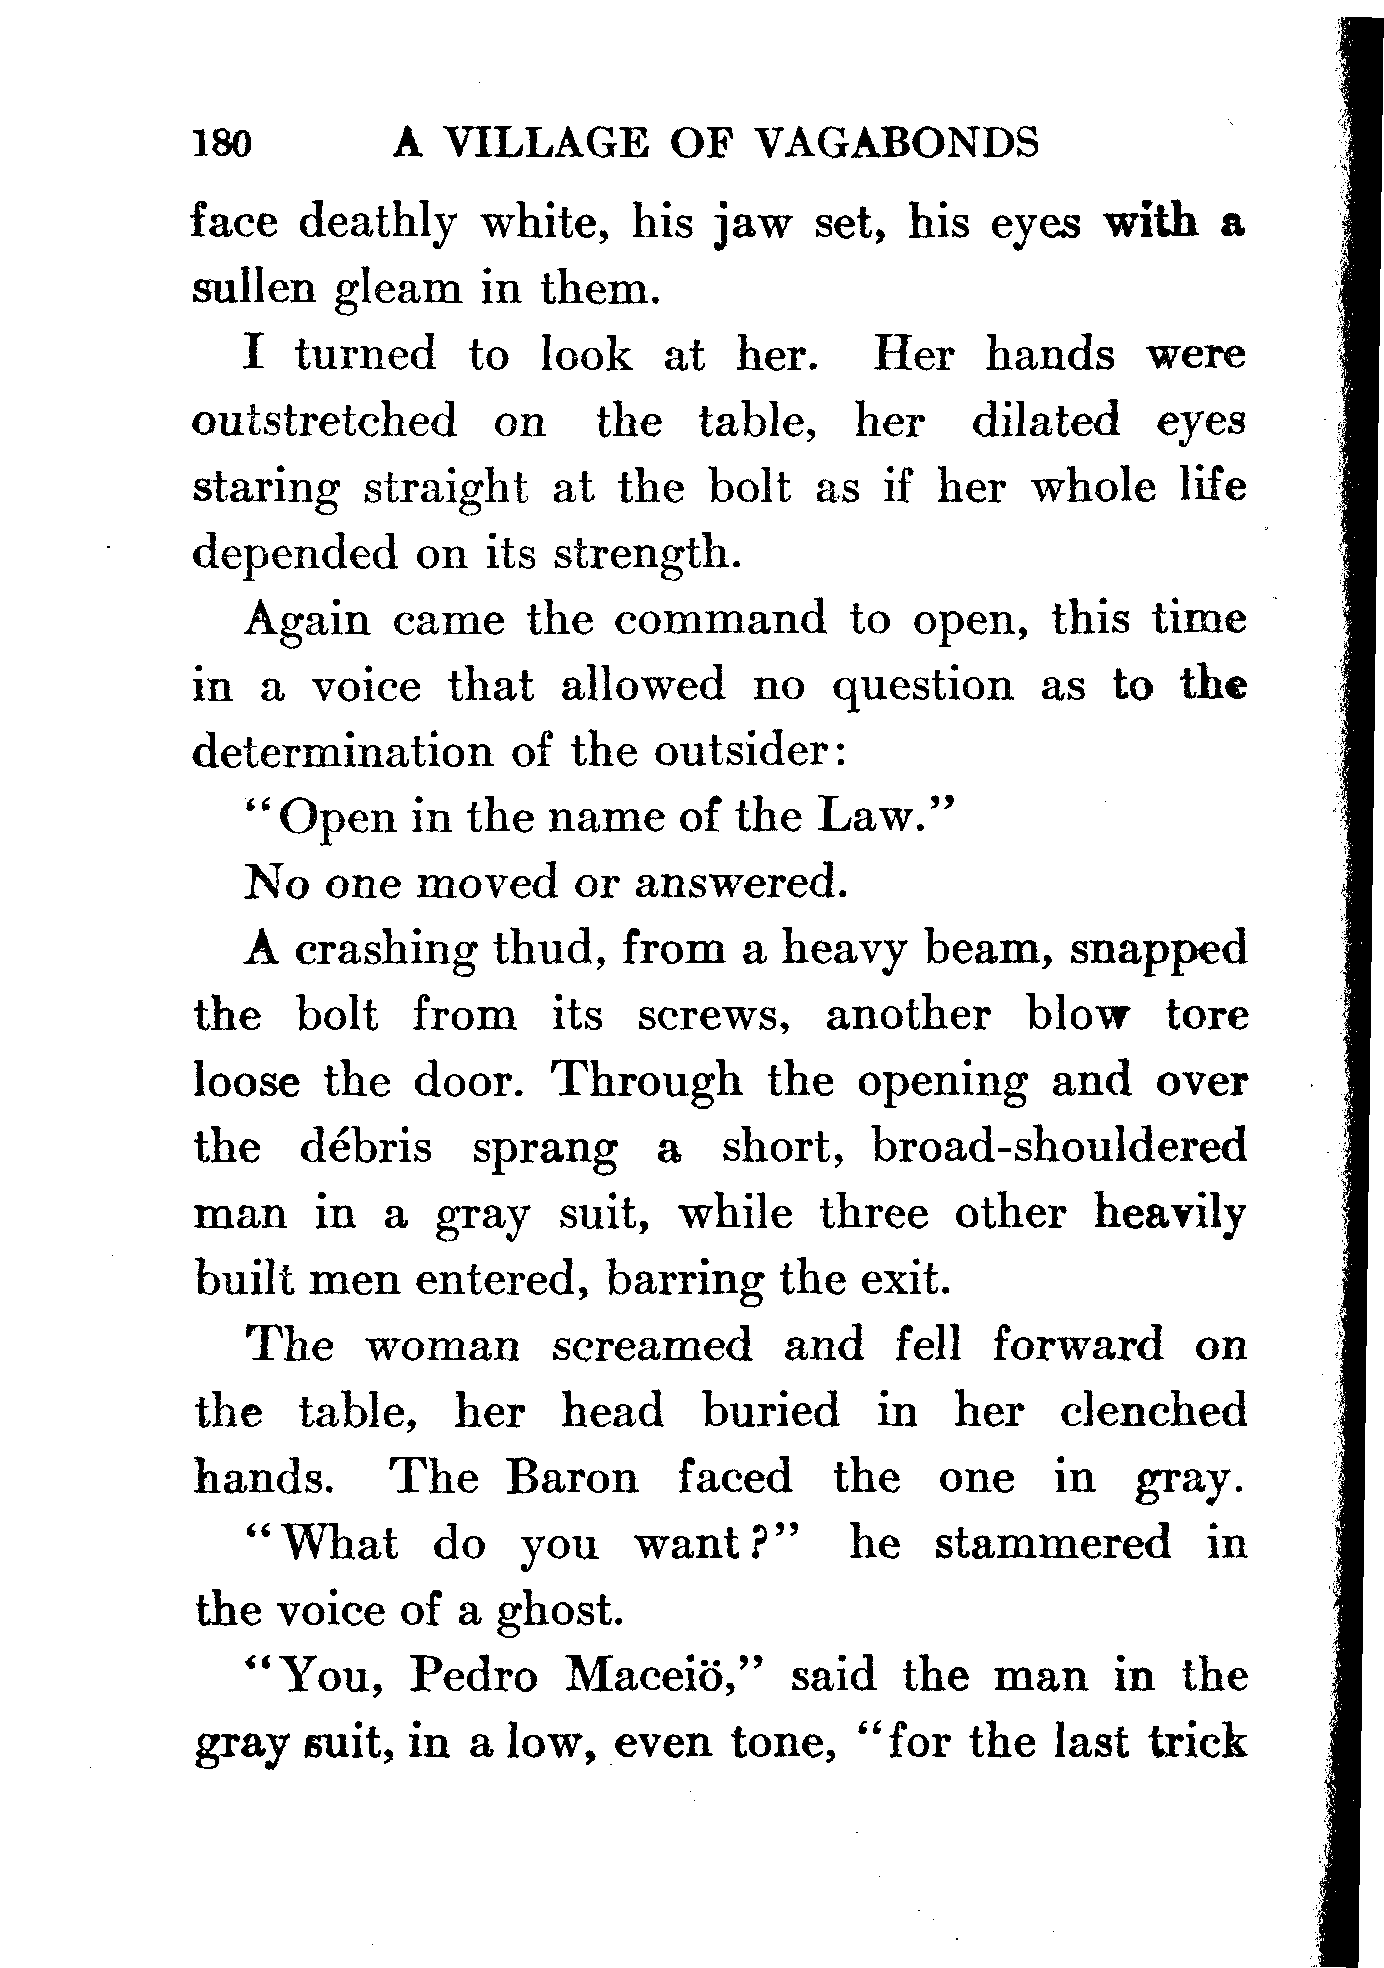 180 A VILLAGE OF VAGABONDS
face deathly white, his jaw set, his eyes with a
sullen gleam in them.
I turned to look at her. Her hands were
outstretched on the table, her dilated eyes
staring straight at the bolt as if her whole life
depended on its strength.
Again came the command to open, this time
in a voice that allowed no question as to the
determination of the outsider:
“Open in the name of the Law.”
No one moved or answered.
A crashing thud, from a heavy beam, snapped
the bolt from its screws, another blow tore
loose the door. Through the opening and over
the débris sprang a short, broad-shouldered
man in a gray suit, while three other heavily
built men entered, barring the exit.
The woman screamed and fell forward on
the table, her head buried in her clenched
hands. The Baron faced the one in gray.
“What do you want?” he stammered in
the voice of a ghost.
“You, Pedro Maceiö,” said the man in the
gray suit, in a low, even tone, “for the last trick